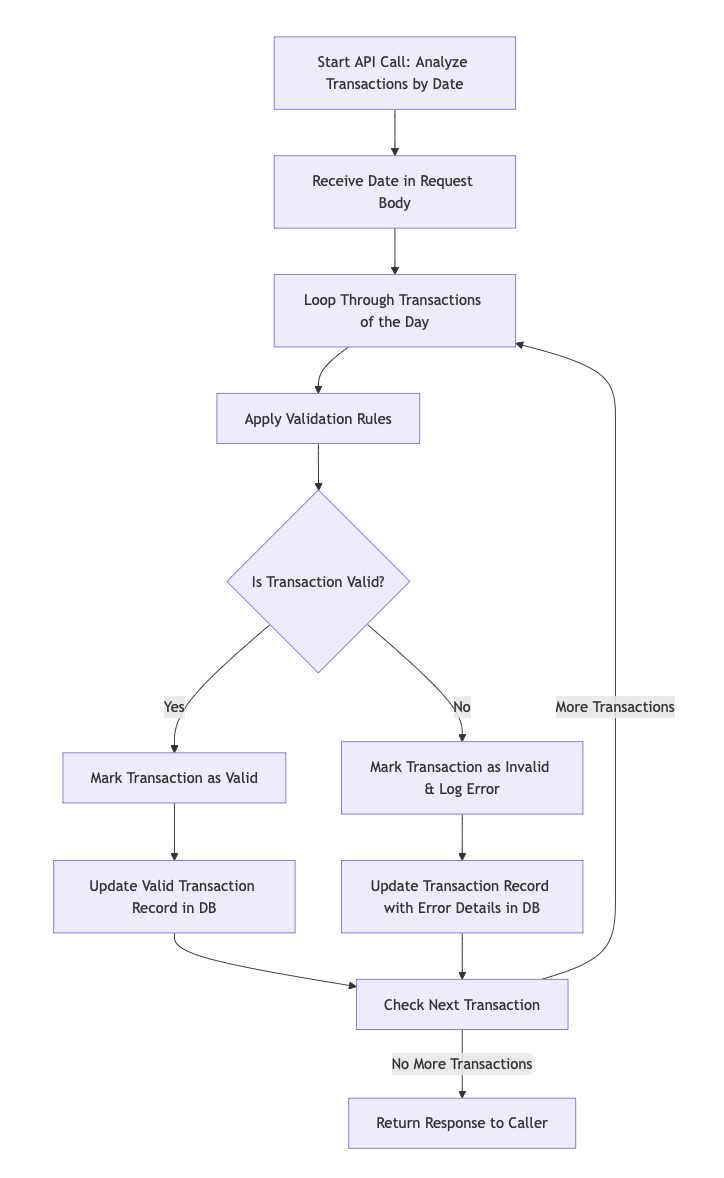 Start API Call: Analyze
Transactions by Date
Receive Date in Request
Body
Loop Through Transactions
of the Day
Apply Validation Rules
Is Transaction Valid?
Yes
No
More Transactions
Mark Transaction as Valid
Mark Transaction as Invalid
& Log Error
Update Valid Transaction
Record in DB
Update Transaction Record
with Error Details in DB
Check Next Transaction
No More Transactions
Return Response to Caller